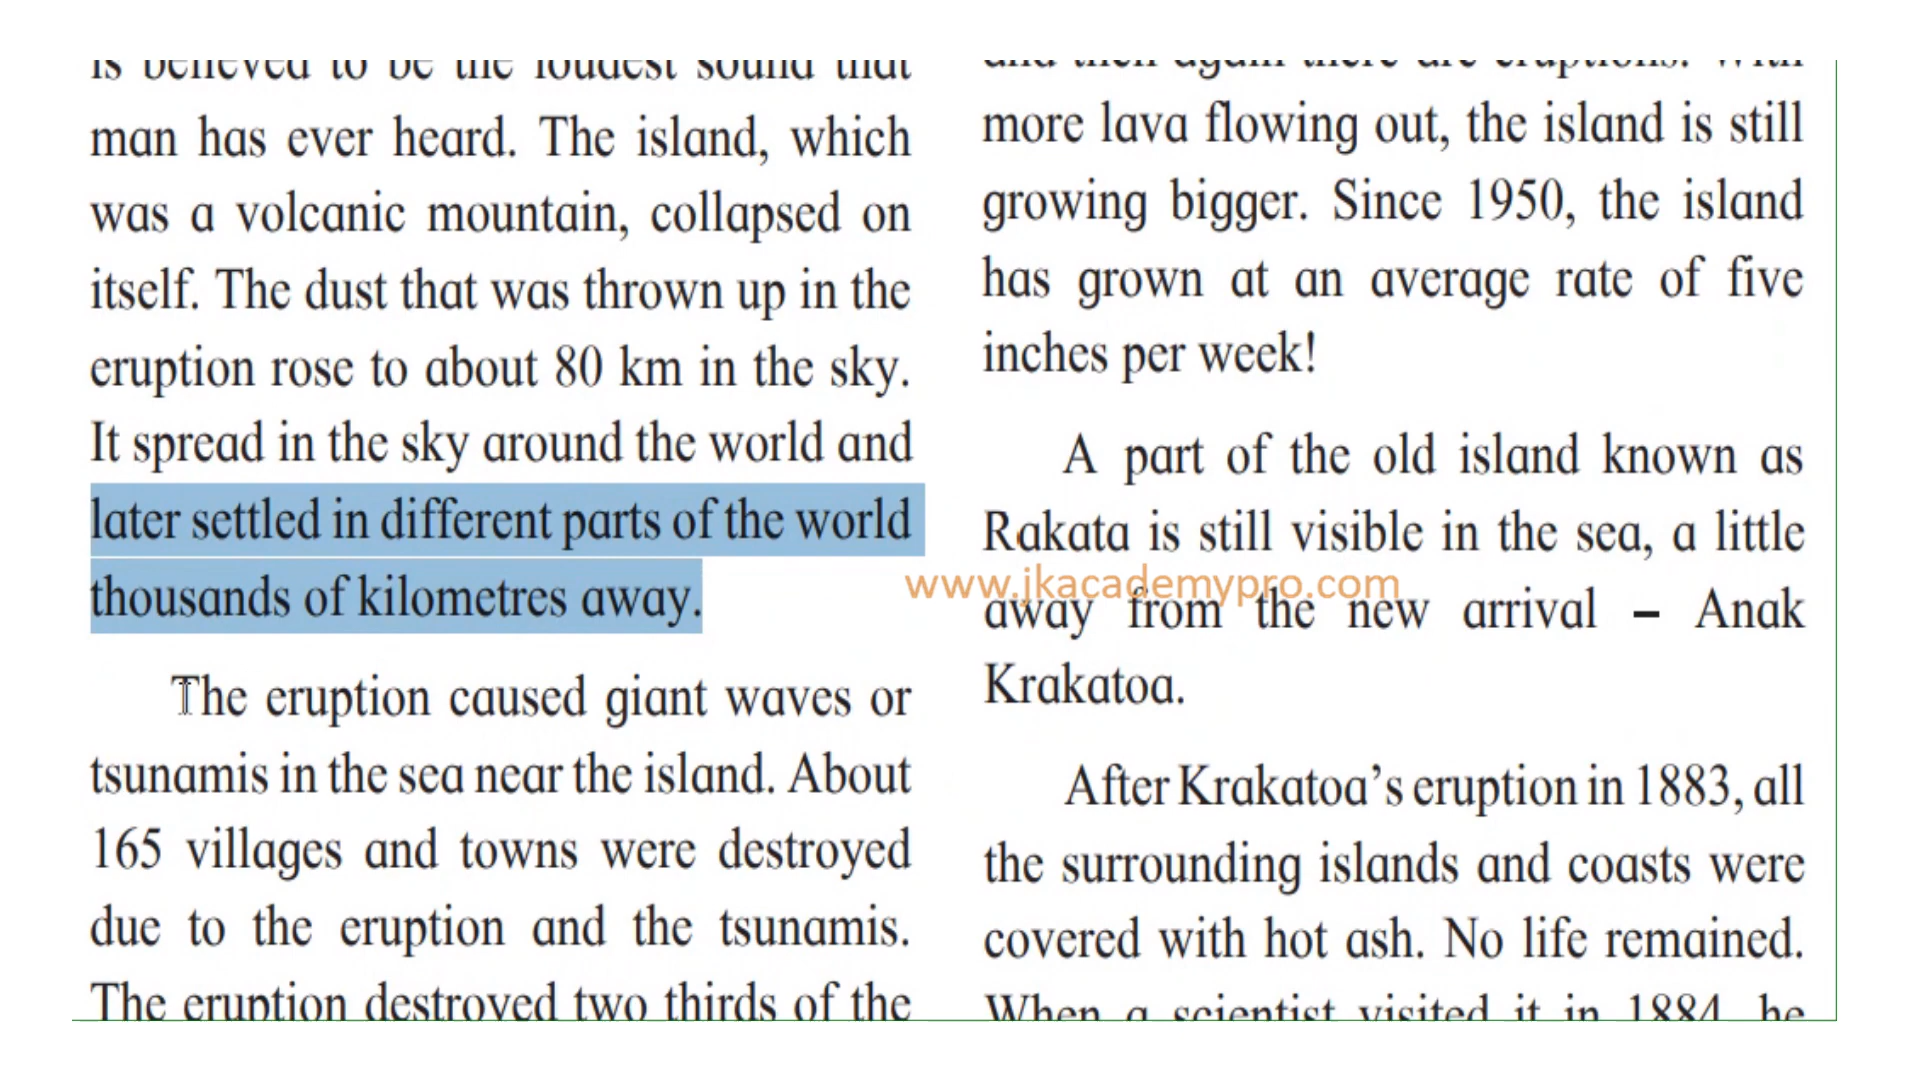 is believed to be the loudest sound that
man has ever heard. The island, which
was a volcanic mountain, collapsed on
itself. The dust that was thrown up in the
eruption rose to about 80 km in the sky.
It spread in the sky around the world and
later settled in different parts of the world
thousands of kilometres away.
The eruption caused giant waves or
tsunamis in the sea near the island. About
165 villages and towns were destroyed
due to the eruption and the tsunamis.
The eruption destroyed two thirds of the
and then again there are eruptions. With
more lava flowing out, the island is still
growing bigger. Since 1950, the island
has grown at an average rate of five
inches per week!
A part of the old island known as
Rakata is still visible in the sea, a little
away from the new arrival – Anak
Krakatoa.
After Krakatoa's eruption in 1883, all
the surrounding islands and coasts were
covered with hot ash. No life remained.
When a scientist visited it in 1884, he
www.jkacademypro.com